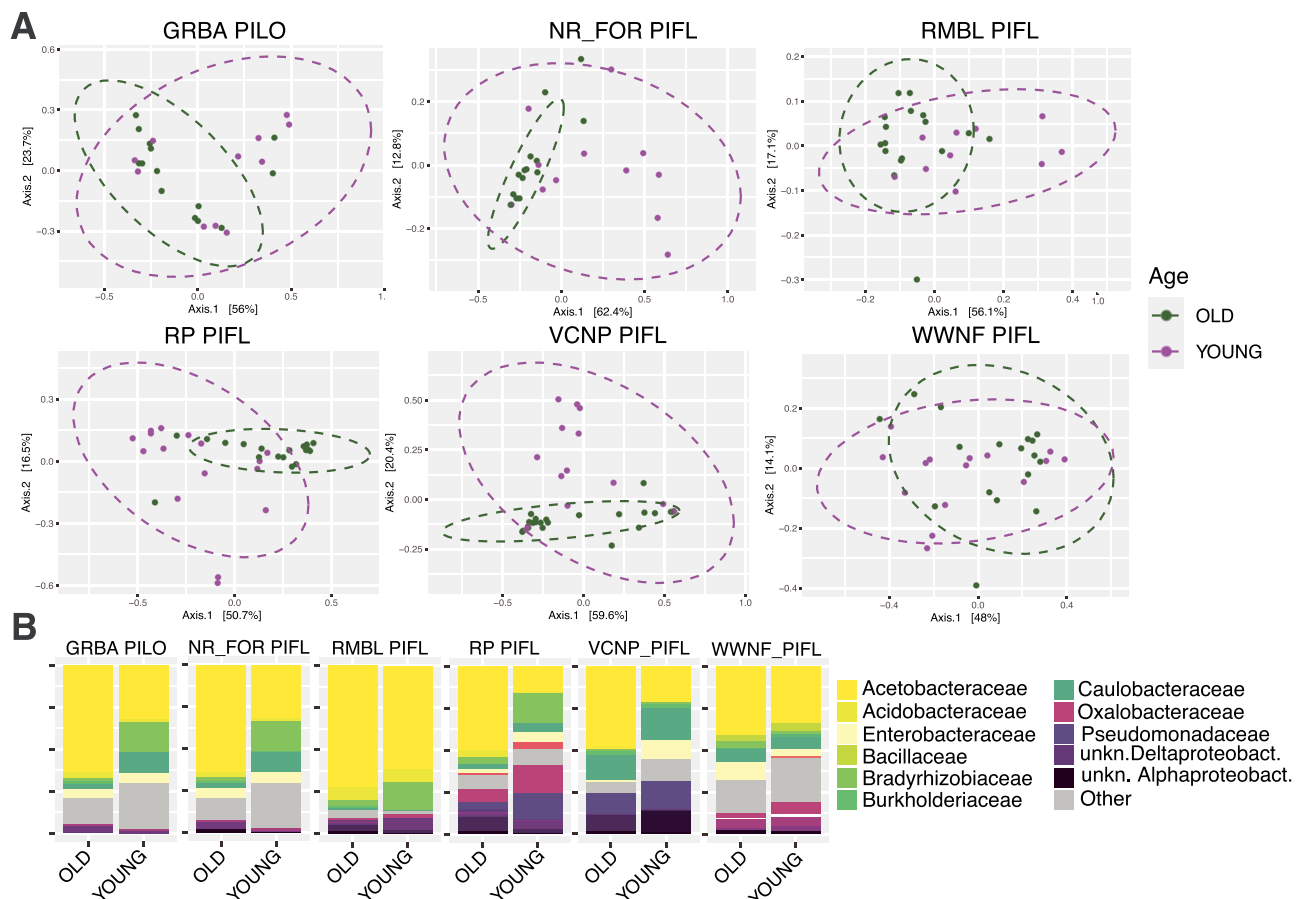 A
GRBA PILO
NR_FOR PIFL
RMBL PIFL
0.6
0.3
0.0
−0.3
Axis.2 [23.7%]
−0.5
0.0
0.5
1.
Axis.1 [56%]
0.2
0.0
−0.2
Axis.2 [12.8%]
−0.5
0.0
0.5
1.0
Axis.1 [62.4%]
0.2
0.1
0.0
−0.1
−0.2
−0.3
Axis.2 [17.1%]
−0.2
0.0
0.2
0.4
1.0
Axis.1 [56.1%]
Age
OLD
YOUNG
RP PIFL
VCNP PIFL
WWNF PIFL
0.3
0.0
−0.3
−0.6
Axis.2 [16.5%]
−0.5
0.0
0.5
Axis.1 [50.7%]
0.50
0.25
0.00
−0.25
Axis.2 [20.4%]
−0.5
0.0
0.5
1.0
Axis.1 [59.6%]
0.2
0.0
−0.2
−0.4
Axis.2 [14.1%]
−0.4
0.0
0.4
Axis.1 [48%]
B
GRBA PILO
NR_FOR PIFL
RMBL PIFL
RP PIFL
VCNP_PIFL
WWNF_PIFL
OLD
YOUNG
OLD
YOUNG
OLD
YOUNG
OLD
YOUNG
OLD
YOUNG
OLD
YOUNG
Acetobacteraceae
Acidobacteraceae
Enterobacteraceae
Bacillaceae
Bradyrhizobiaceae
Burkholderiaceae
Caulobacteraceae
Oxalobacteraceae
Pseudomonadaceae
unkn.Deltaproteobact.
unkn. Alphaproteobact.
Other